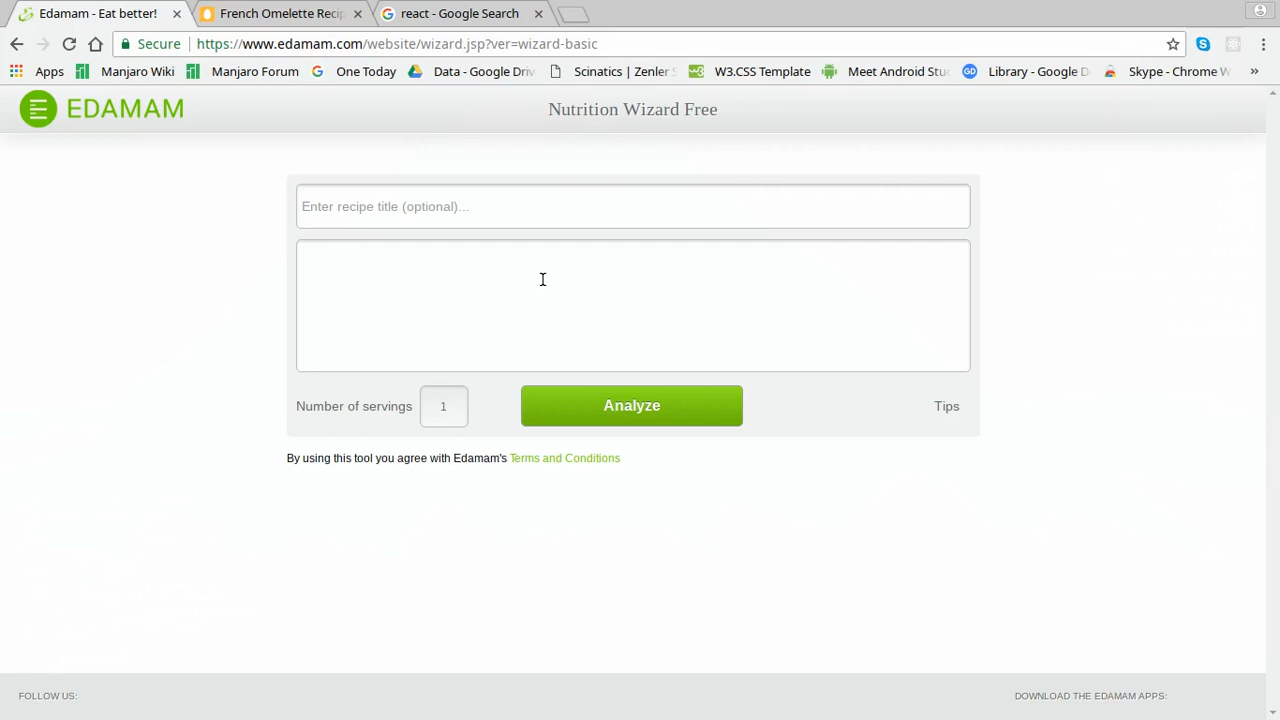 Edamam - Eat better!
French Omelette Recip
react - Google Search
Secure
https://www.edamam.com/website/wizard.jsp?ver=wizard-basic
Apps
Manjaro Wiki
Manjaro Forum
One Today
Data - Google Driv
Scinatics | Zenler S
W3.CSS Template
Meet Android Stud
Library - Google D
Skype - Chrome W
EDAMAM
Nutrition Wizard Free
Enter recipe title (optional)...
Number of servings
1
Analyze
Tips
By using this tool you agree with Edamam's Terms and Conditions
FOLLOW US:
DOWNLOAD THE EDAMAM APPS: